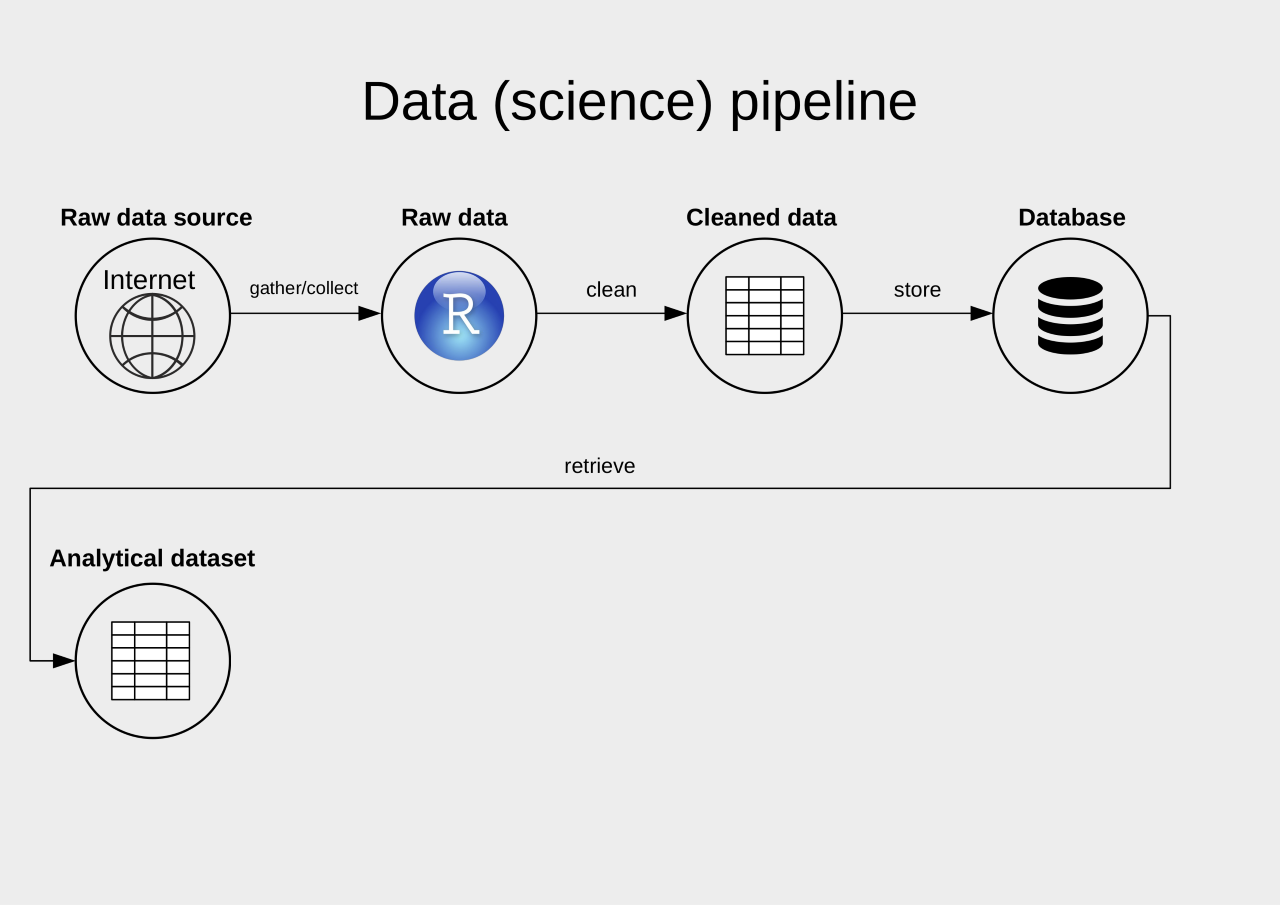 Data (science) pipeline
Raw data source
Raw data
Cleaned data
Database
Internet
gather/collect
R
clean
store
retrieve
Analytical dataset